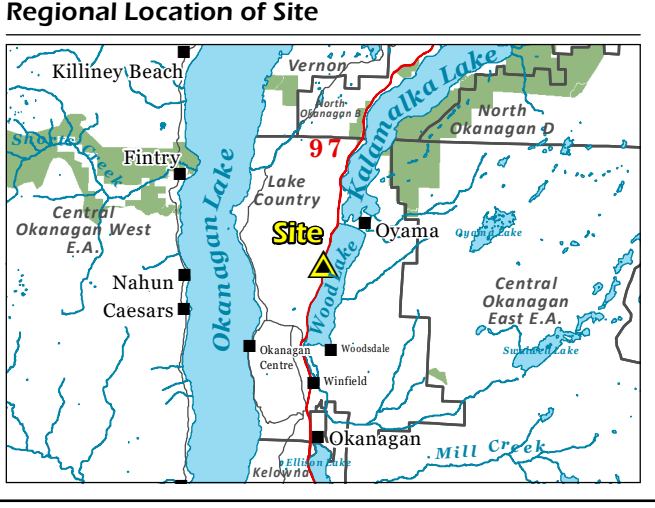 Regional Location of Site
Killiney Beach
Vernon
North
Okanagan B
Kalamalka Lake
North
Okanagan D
97
Shorts Creek
Fintry
Lake
Country
Central
Okanagan West
E.A.
Okanagan Lake
Site
Oyama
Oyama Lake
Wood Lake
Nahun
Caesars
Central
Okanagan
East E.A.
Okanagan
Centre
Woodsdale
Swalwell Lake
Winfield
Okanagan
Mill Creek
Ellison Lake
Kelowna